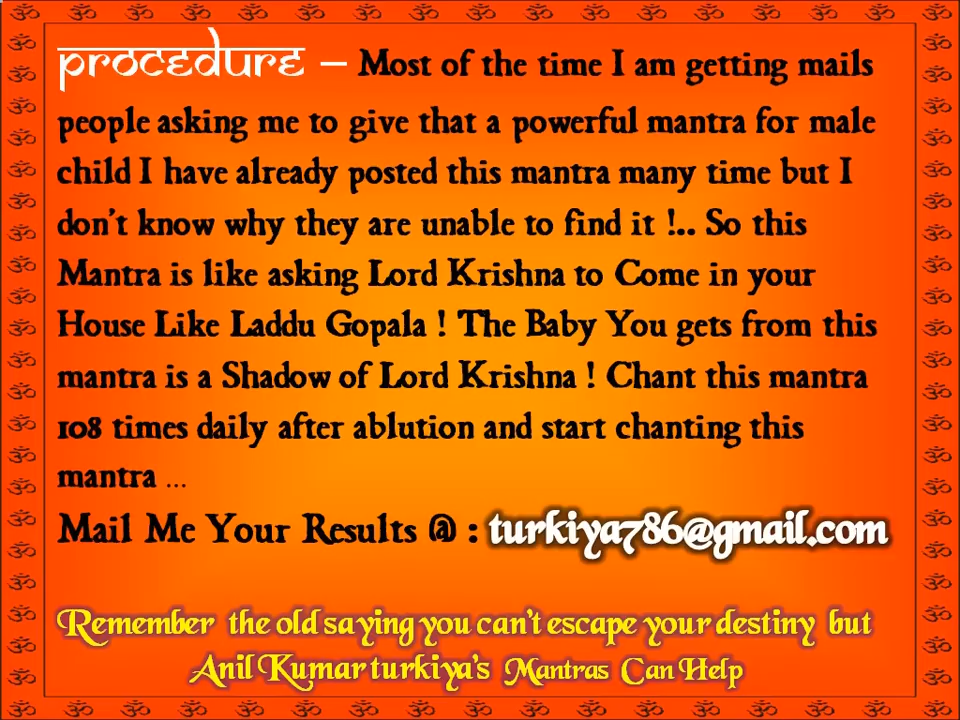 PROCEDURE – Most of the time I am getting mails
people asking me to give that a powerful mantra for male
child I have already posted this mantra many time but I
don't know why they are unable to find it !.. So this
Mantra is like asking Lord Krishna to Come in your
House Like Laddu Gopala ! The Baby You gets from this
mantra is a Shadow of Lord Krishna ! Chant this mantra
108 times daily after ablution and start chanting this
mantra ...
Mail Me Your Results @ : turkiya786@gmail.com
Remember the old saying you can't escape your destiny but
Anil Kumar turkiya's Mantras Can Help